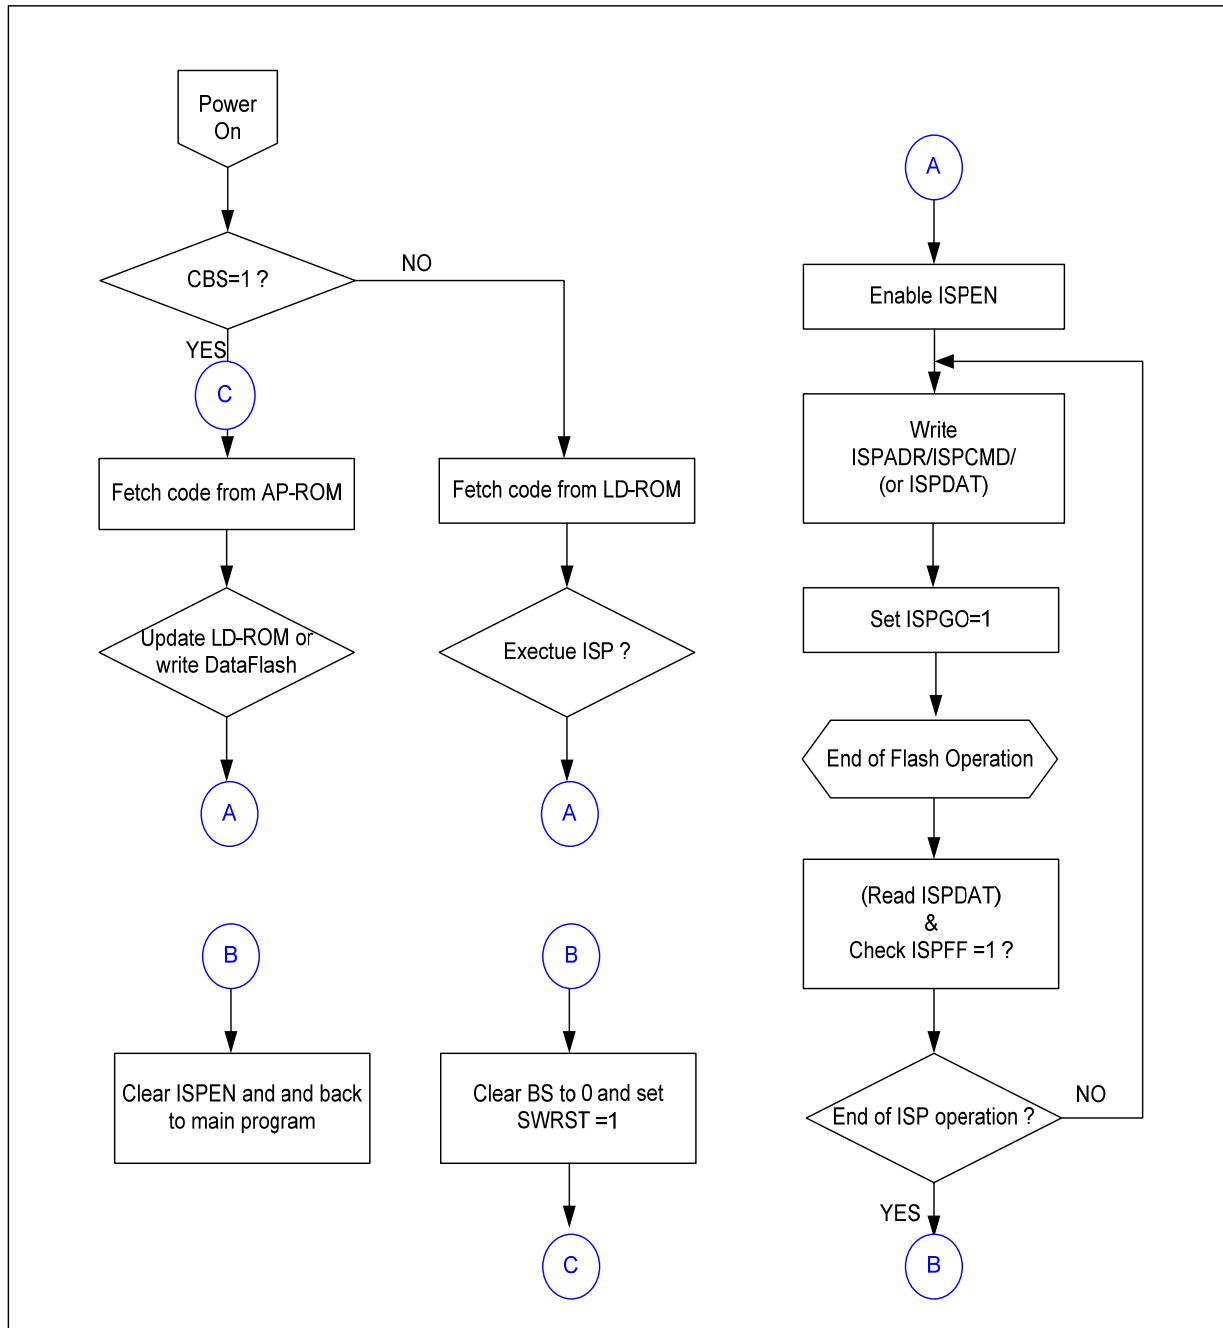 Power
On
CBS=1 ?
NO
YES
C
Fetch code from AP-ROM
Fetch code from LD-ROM
Update LD-ROM or
write DataFlash
Exectue ISP ?
A
A
B
B
Clear ISPEN and and back
to main program
Clear BS to 0 and set
SWRST =1
C
A
Enable ISPEN
Write
ISPADR/ISPCMD/
(or ISPDAT)
Set ISPGO=1
End of Flash Operation
(Read ISPDAT)
&
Check ISPFF =1 ?
End of ISP operation ?
NO
YES
B